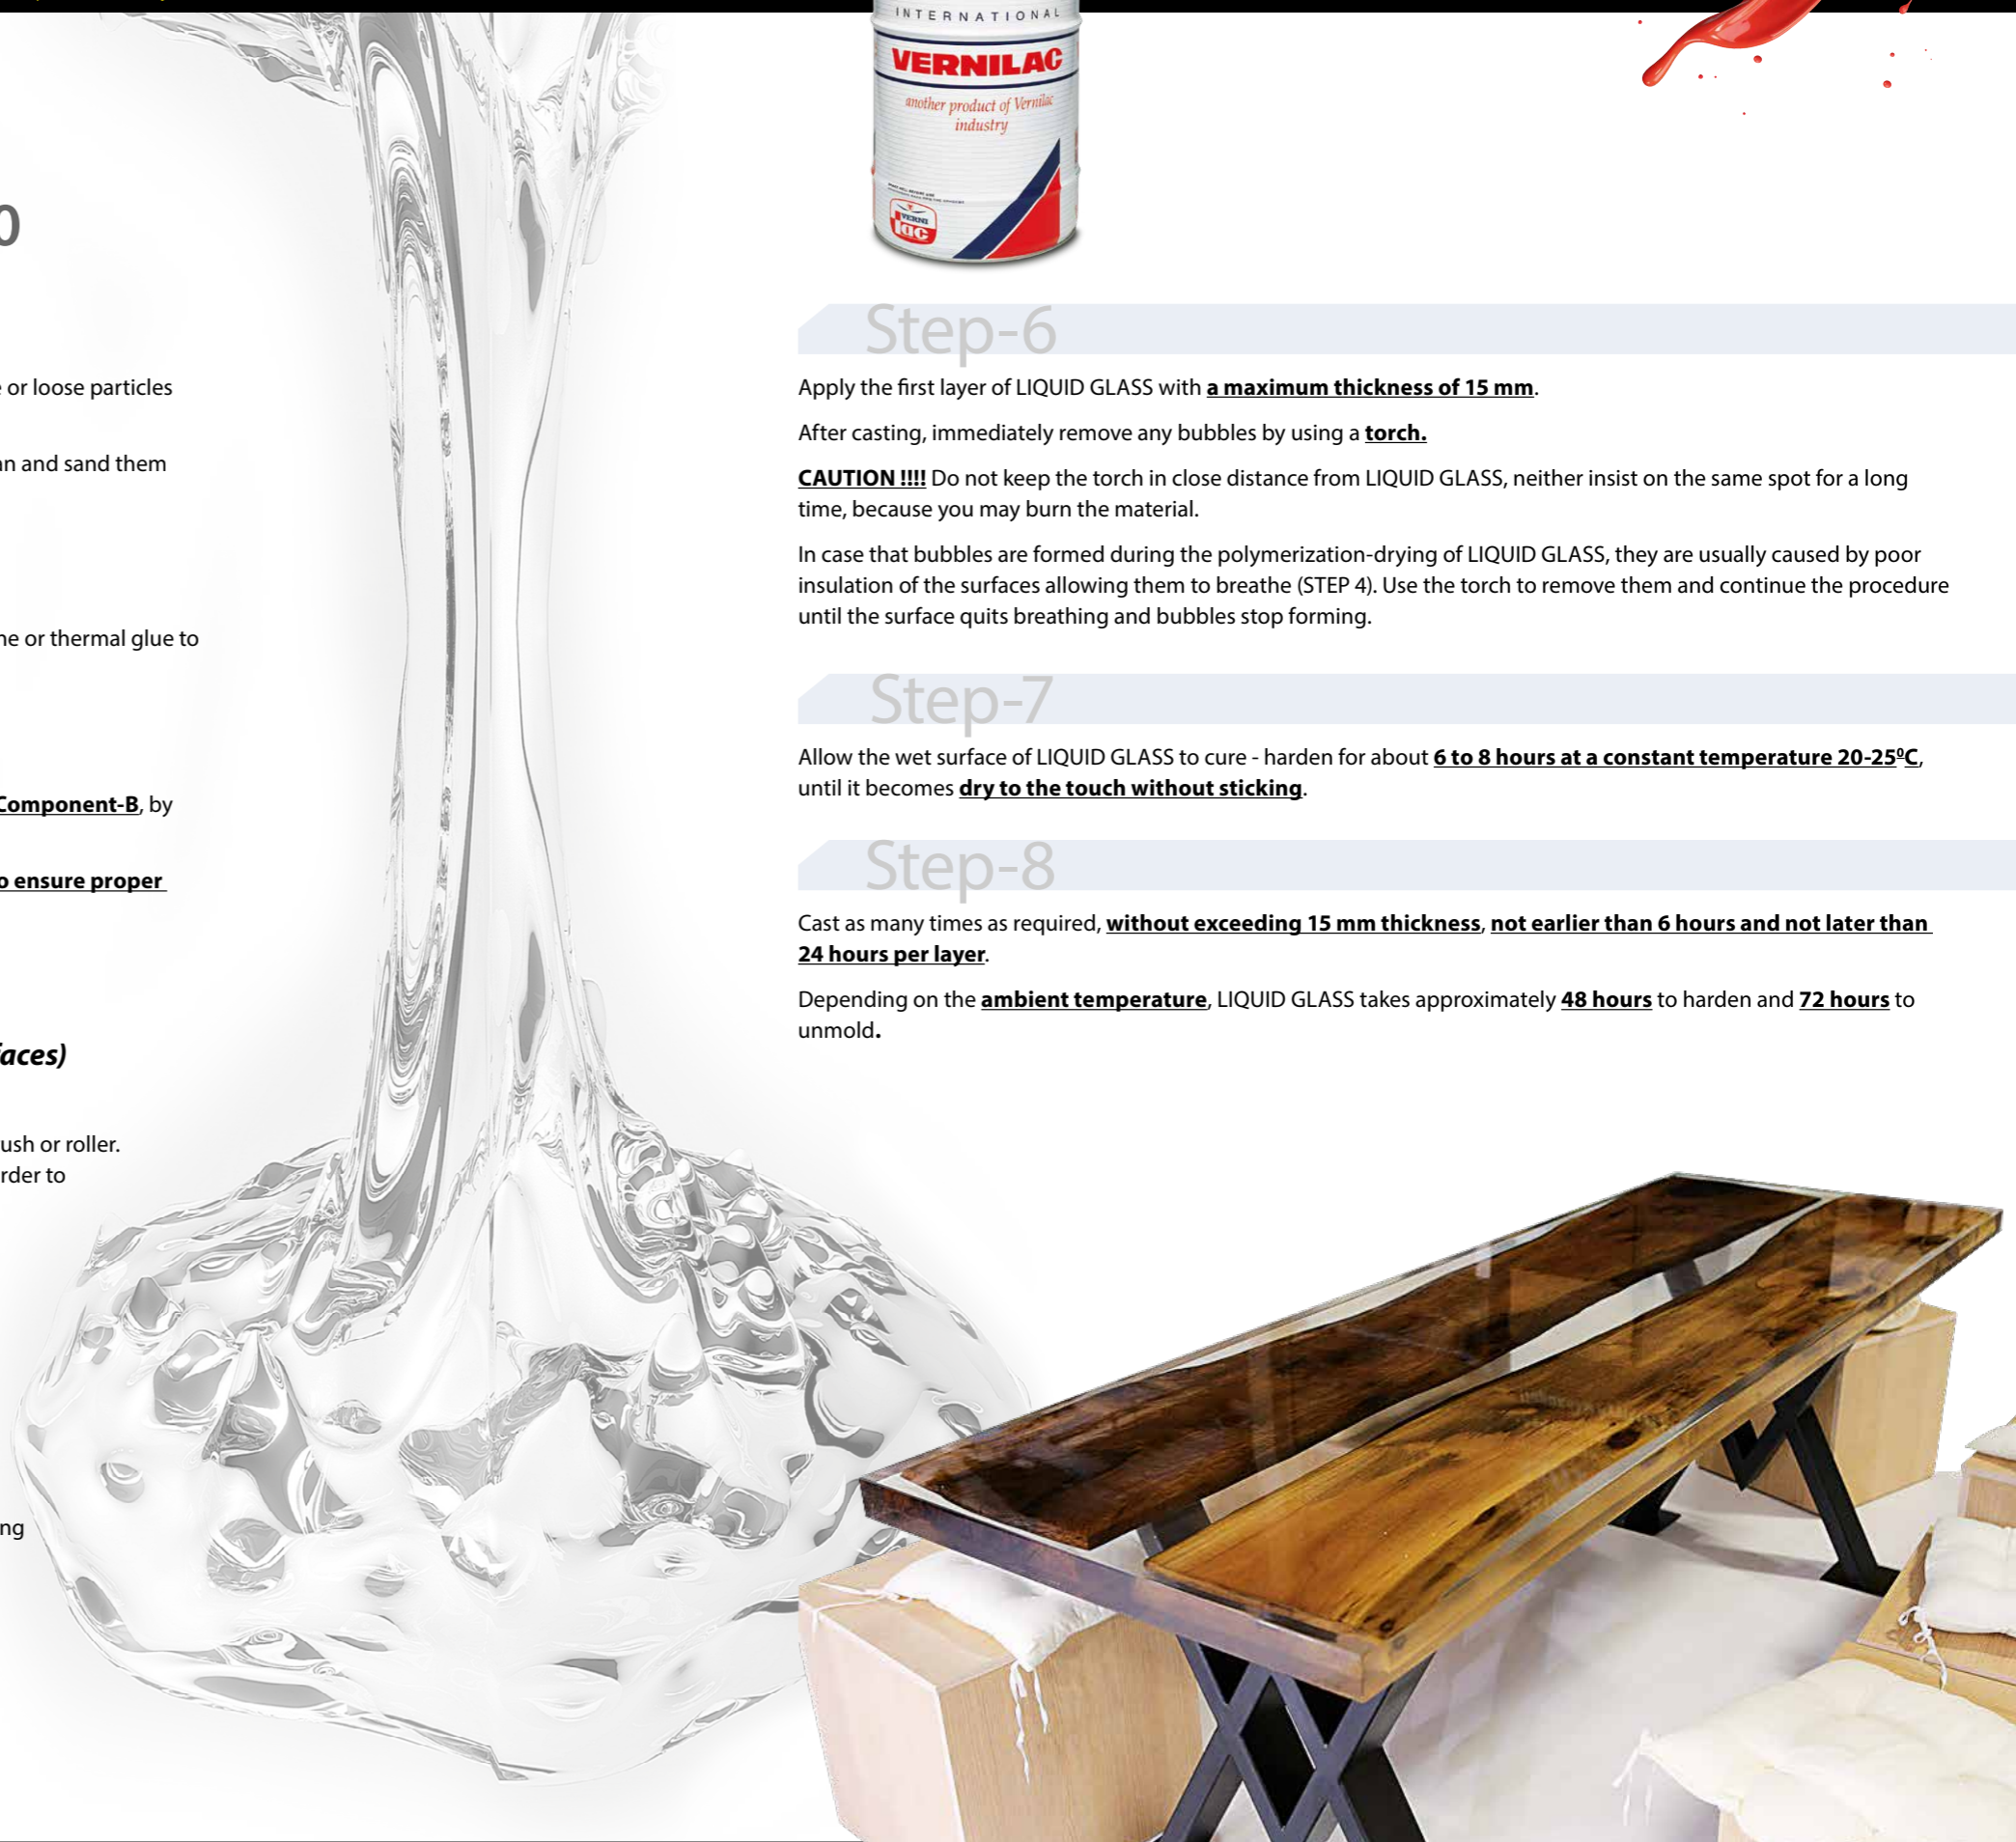 INTERNATIONAL
VERNILAC
another product of Vernilac
industry
VERNI
lac
0
or loose particles
and sand them
or thermal glue to
Component-B, by
ensure proper
or roller.
to
Step-6
Apply the first layer of LIQUID GLASS with a maximum thickness of 15 mm.
After casting, immediately remove any bubbles by using a torch.
CAUTION !!!! Do not keep the torch in close distance from LIQUID GLASS, neither insist on the same spot for a long
time, because you may burn the material.
In case that bubbles are formed during the polymerization-drying of LIQUID GLASS, they are usually caused by poor
insulation of the surfaces allowing them to breathe (STEP 4). Use the torch to remove them and continue the procedure
until the surface quits breathing and bubbles stop forming.
Step-7
Allow the wet surface of LIQUID GLASS to cure - harden for about 6 to 8 hours at a constant temperature 20-25ºC,
until it becomes dry to the touch without sticking.
Step-8
Cast as many times as required, without exceeding 15 mm thickness, not earlier than 6 hours and not later than
24 hours per layer.
Depending on the ambient temperature, LIQUID GLASS takes approximately 48 hours to harden and 72 hours to
unmold.